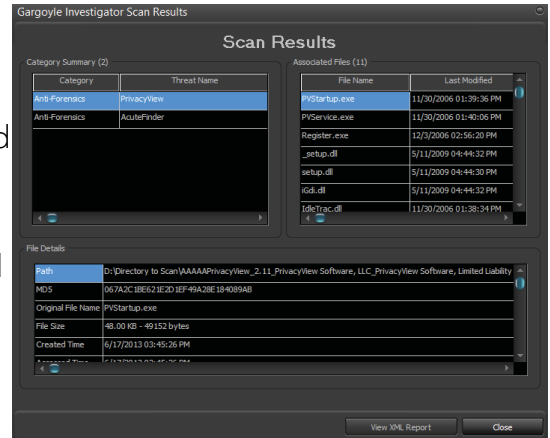 Gargoyle Investigator Scan Results
Scan Results
Category Summary (2)
Category Threat Name
Anti-Forensics PrivacyView
Anti-Forensics AcuteFinder
Associated Files (11)
File Name Last Modified
PVStartup.exe 11/30/2006 01:39:36 PM
PVService.exe 11/30/2006 01:40:06 PM
Register.exe 12/3/2006 02:56:20 PM
_setup.dll 5/11/2009 04:44:32 PM
setup.dll 5/11/2009 04:44:30 PM
iGdi.dll 5/11/2009 04:44:32 PM
IdleTrac.dll 11/30/2006 01:38:34 PM
d
File Details
Path D:\Directory to Scan\AAAAAPrivacyView_2.11_PrivacyView Software, LLC_PrivacyView Software, Limited Liability
MD5 067A2C1BE621E2D1EF49A28E184089AB
Original File Name PVStartup.exe
File Size 48.00 KB - 49152 bytes
Created Time 6/17/2013 03:45:26 PM
View XML Report Close